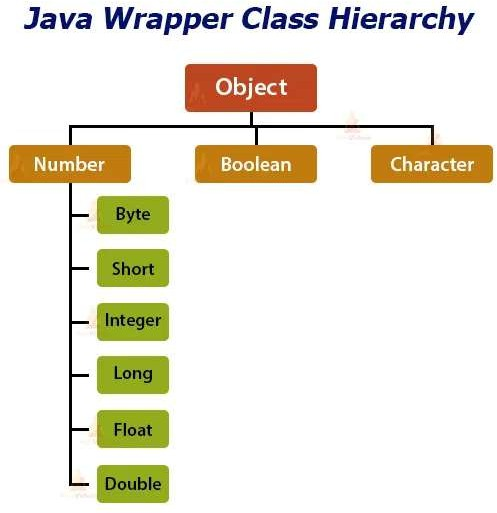 Java Wrapper Class Hierarchy
Object
Number
Boolean
Character
Byte
Short
Integer
Long
Float
Double